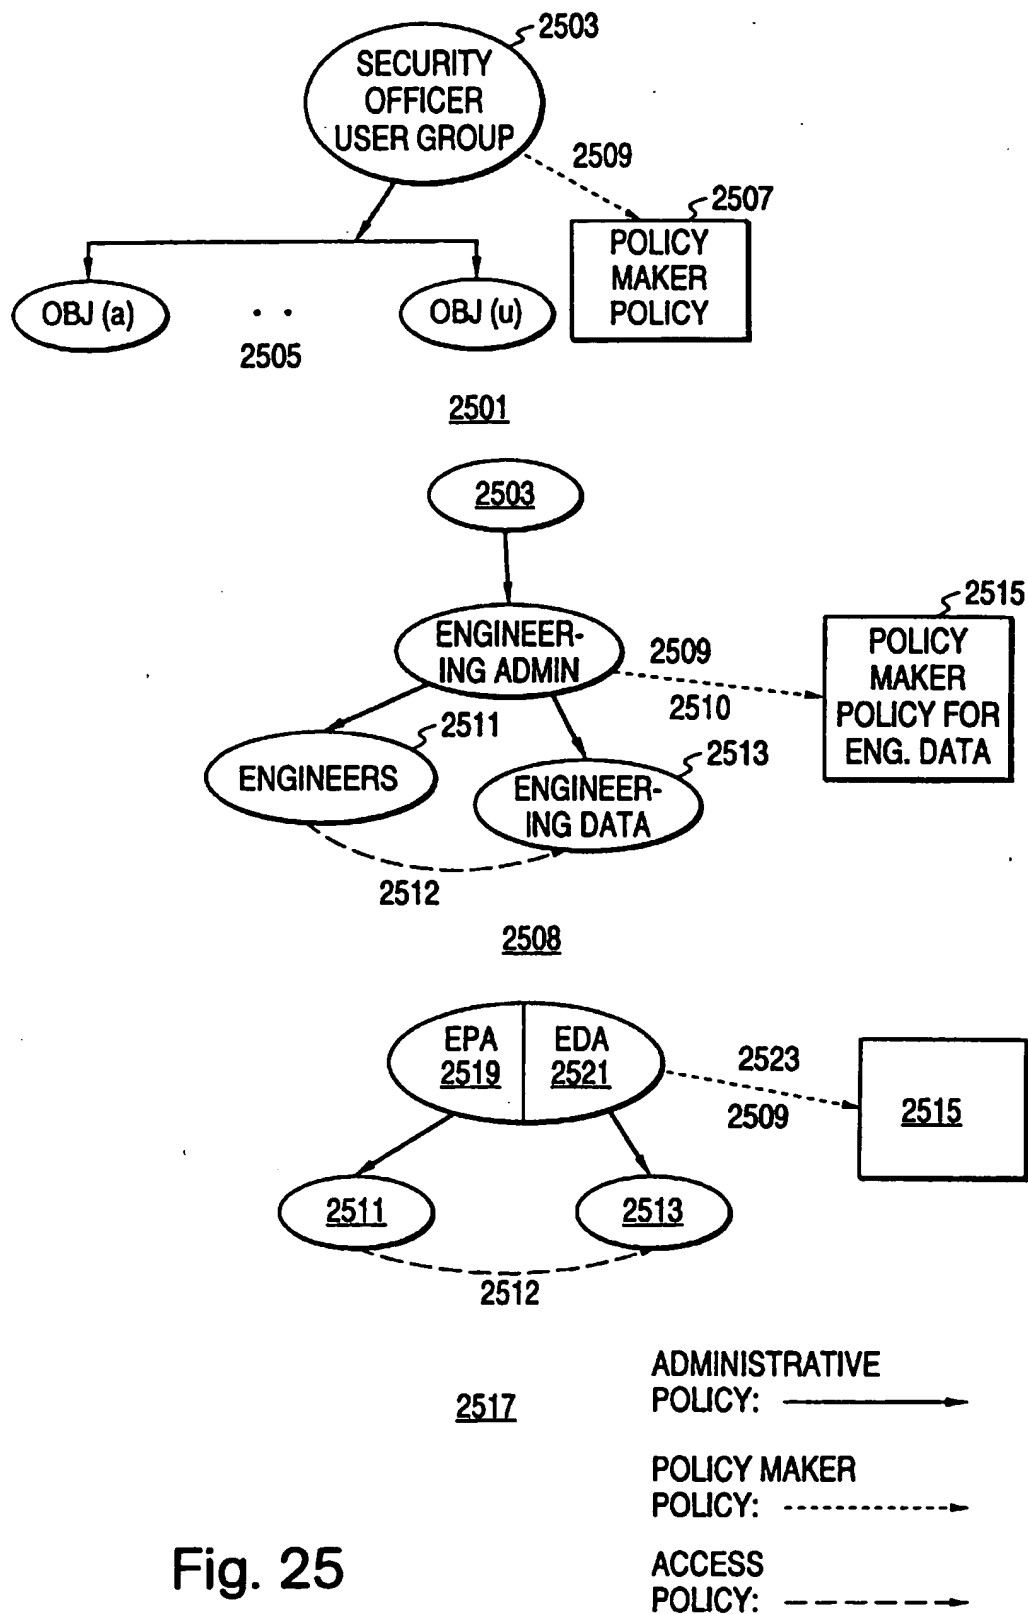 2503
SECURITY
OFFICER
USER GROUP
2509
2507
POLICY
MAKER
POLICY
OBJ (a)
. .
OBJ (u)
2505
2501
2503
2515
ENGINEER-
ING ADMIN
2509
2510
POLICY
MAKER
POLICY FOR
ENG. DATA
2511
ENGINEERS
2513
ENGINEER-
ING DATA
2512
2508
EPA
2519
EDA
2521
2523
2509
2515
2511
2513
2512
2517
ADMINISTRATIVE
POLICY:
POLICY MAKER
POLICY:
ACCESS
POLICY:
Fig. 25